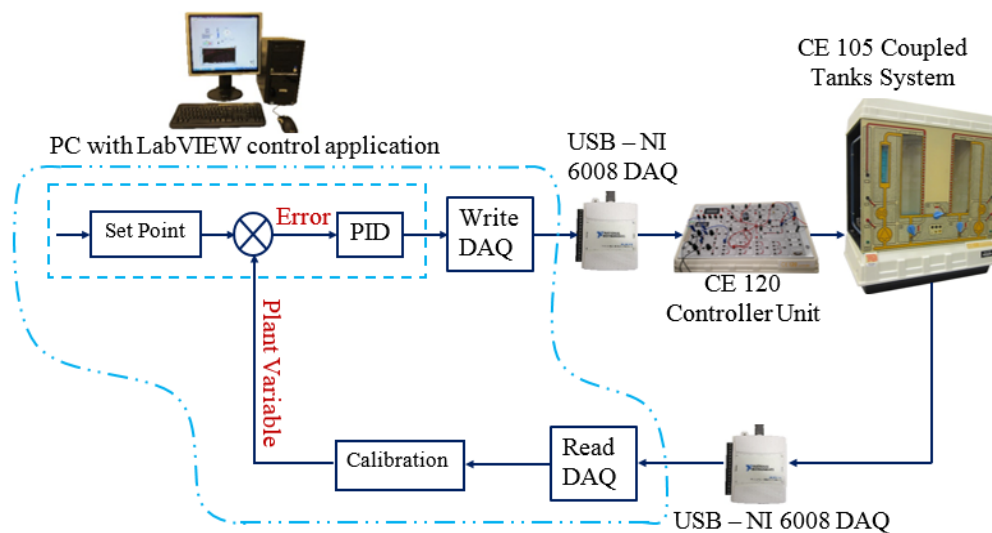 CE 105 Coupled
Tanks System
PC with LabVIEW control application
USB – NI
6008 DAQ
Set Point
Error
PID
Write
DAQ
CE 120
Controller Unit
Plant Variable
Calibration
Read
DAQ
USB – NI 6008 DAQ